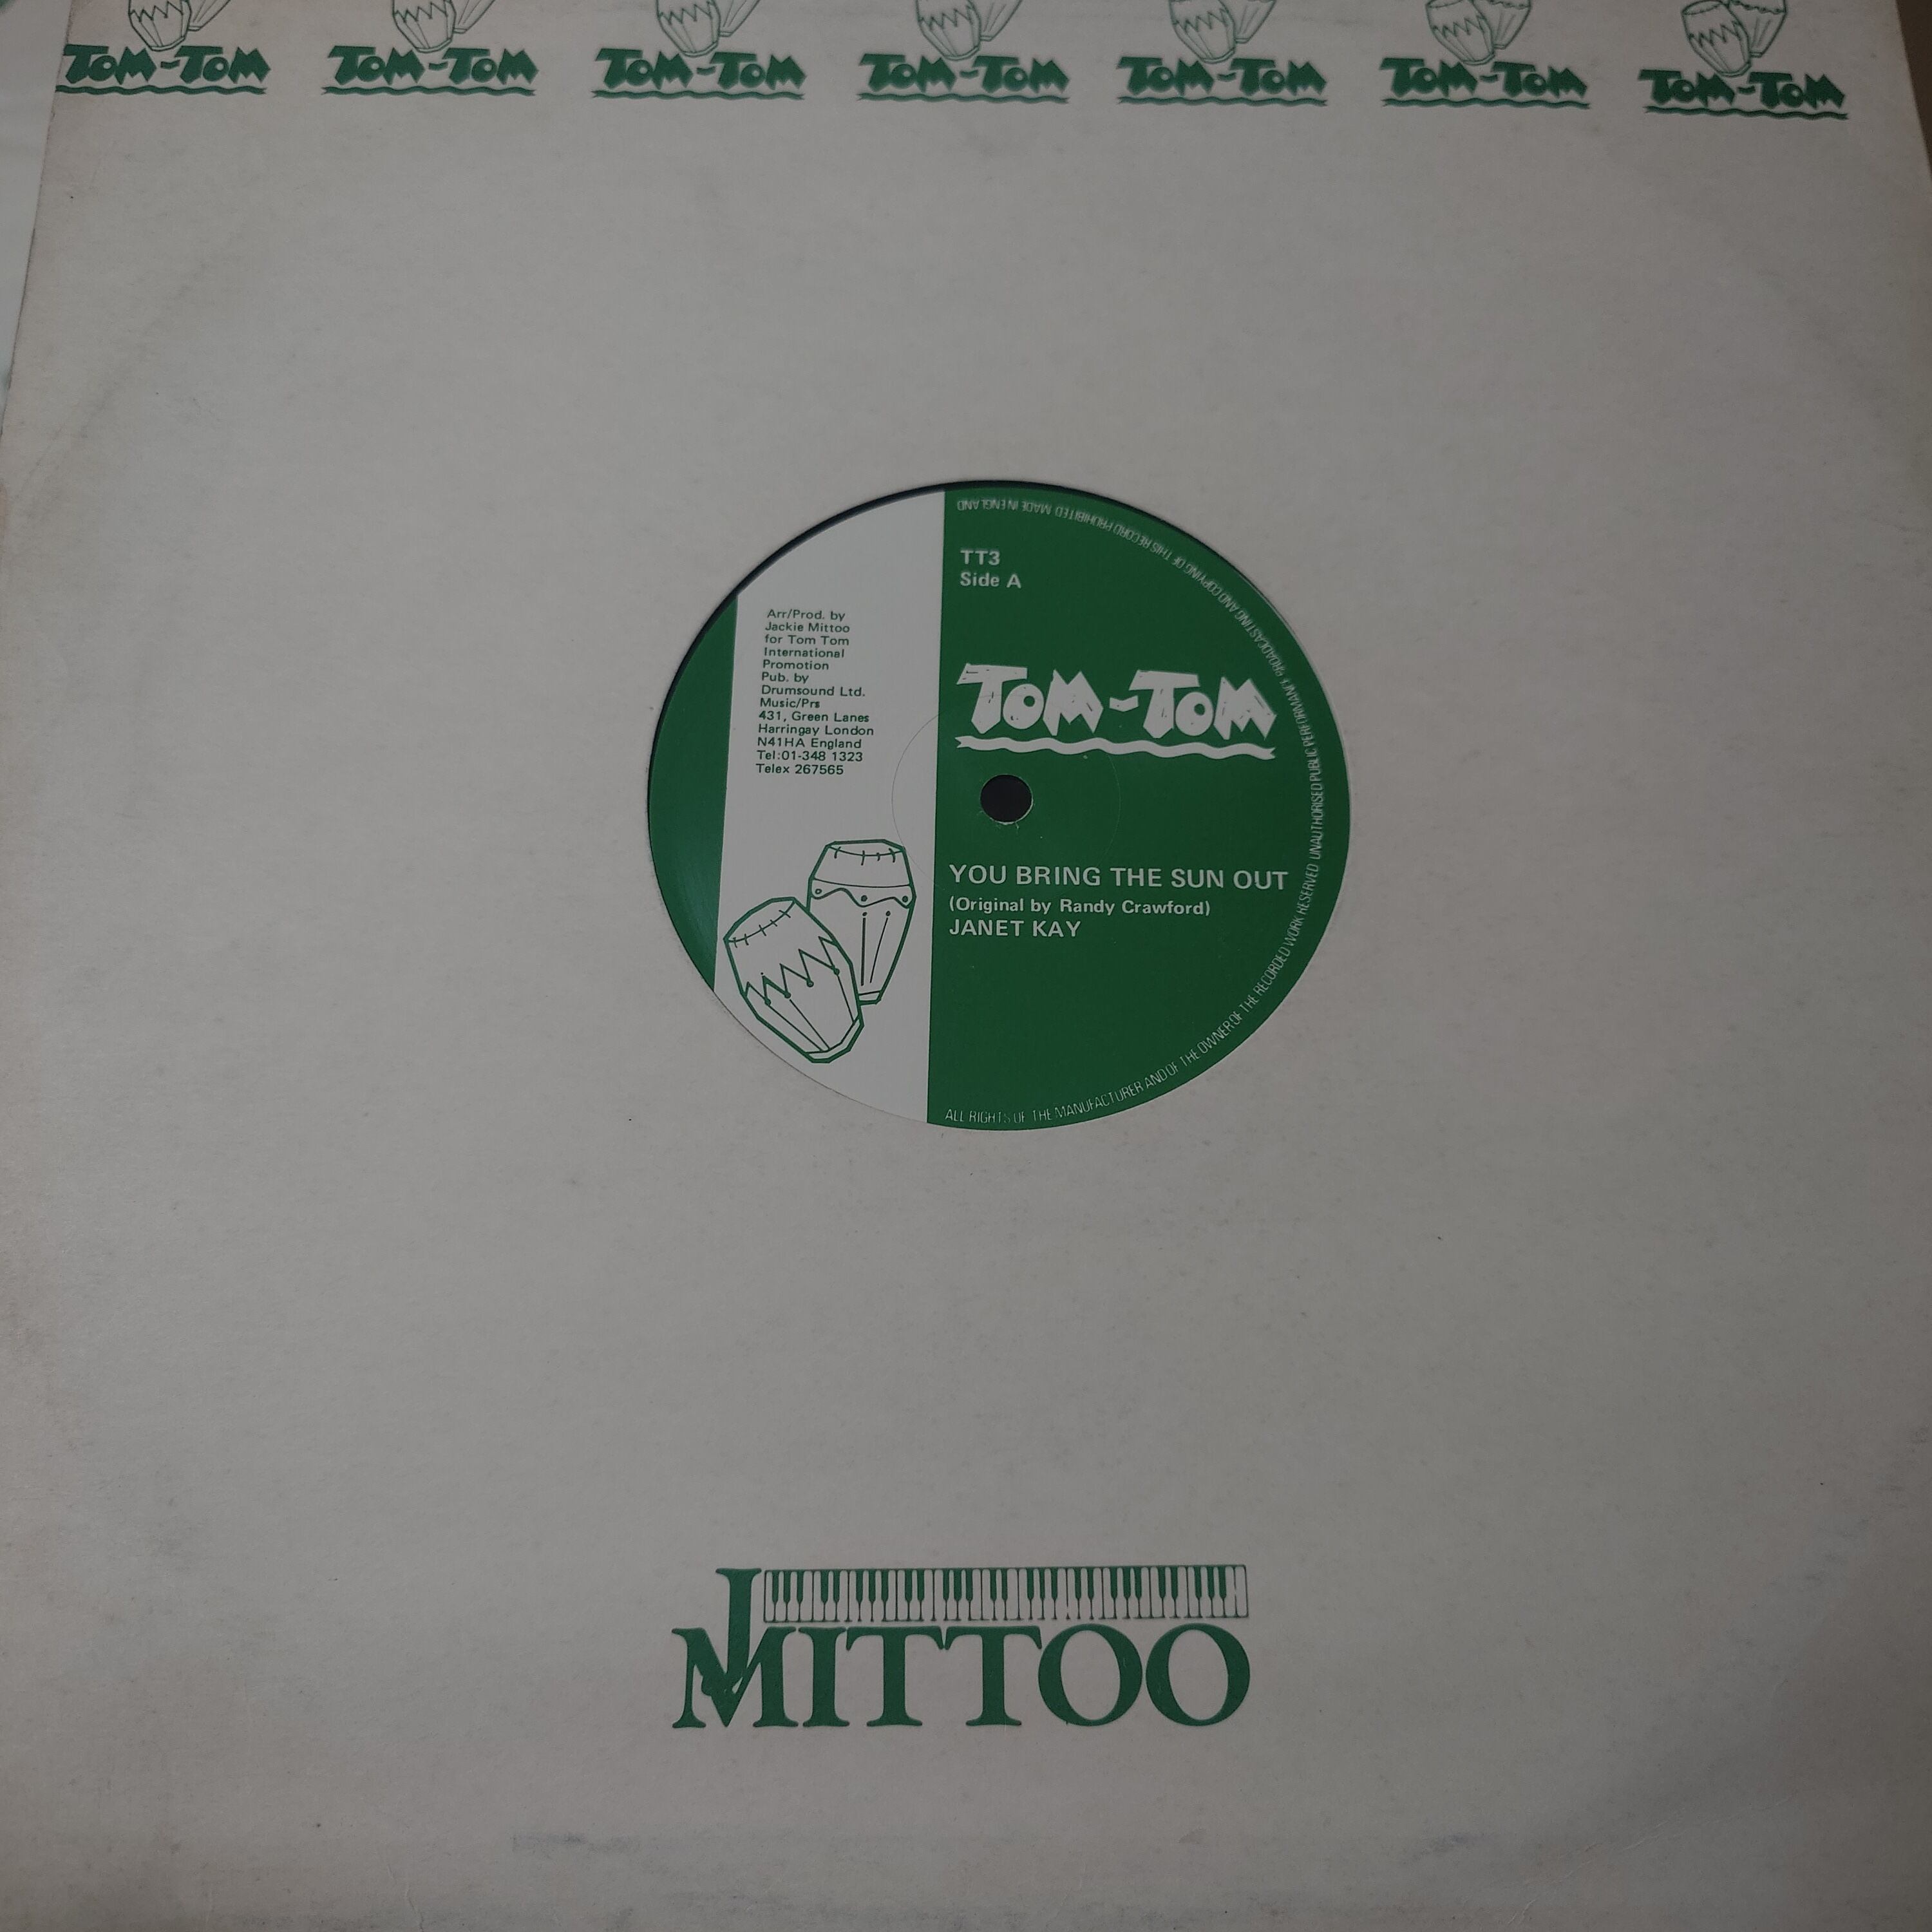 TOM-TOM TOM-TOM TOM-TOM TOM-TOM TOM-TOM TOM-TOM TOM-TOM
TT3
Side A
Arr/Prod. by
Jackie Mittoo
for Tom Tom
International
Promotion
Pub. by
Drumsound Ltd.
Music/Prs
431, Green Lanes
Harringay London
N41HA England
Tel:01-348 1323
Telex 267565
TOM-TOM
YOU BRING THE SUN OUT
(Original by Randy Crawford)
JANET KAY
ALL RIGHTS OF THE MANUFACTURER AND OF THE OWNER OF THE RECORDED WORK RESERVED UNAUTHORISED PUBLIC PERFORMANCE BROADCASTING AND COPYING OF THIS RECORD PROHIBITED MADE IN ENGLAND
J MITTOO